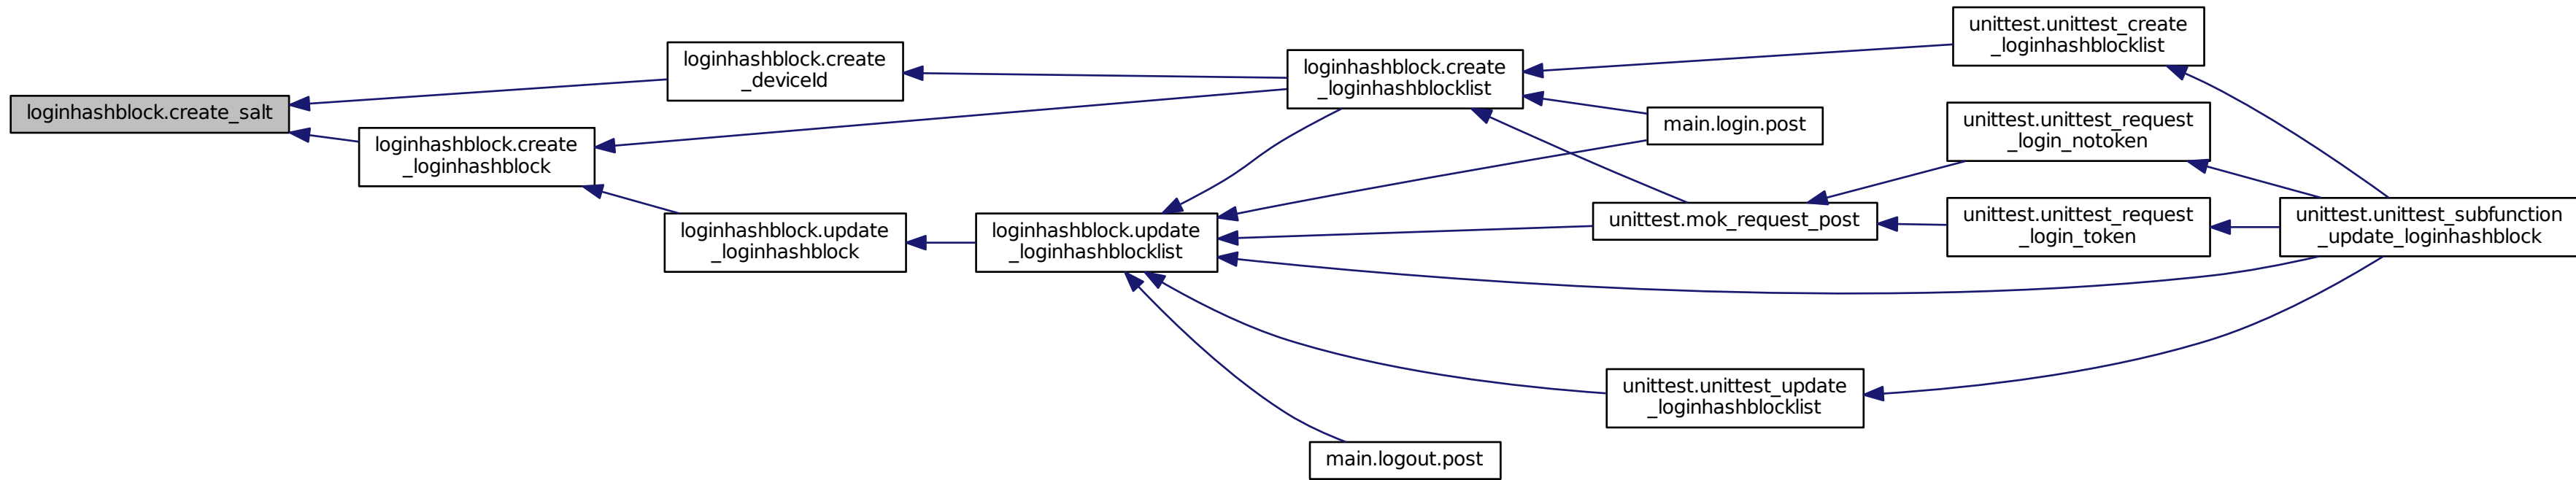 loginhashblock.create_salt
loginhashblock.create
_deviceId
loginhashblock.create
_loginhashblock
loginhashblock.update
_loginhashblock
loginhashblock.update
_loginhashblocklist
loginhashblock.create
_loginhashblocklist
main.login.post
unittest.mok_request_post
unittest.unittest_update
_loginhashblocklist
main.logout.post
unittest.unittest_create
_loginhashblocklist
unittest.unittest_request
_login_notoken
unittest.unittest_request
_login_token
unittest.unittest_subfunction
_update_loginhashblock